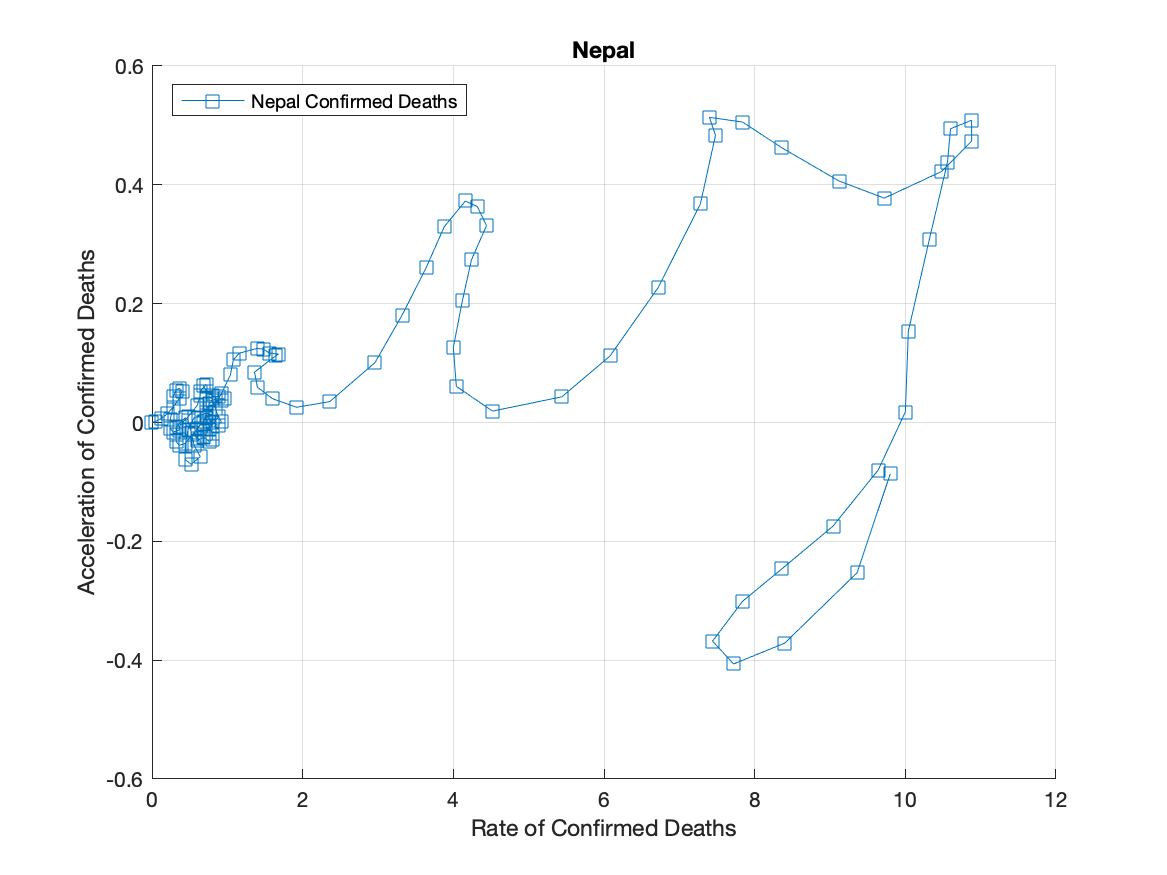 Nepal
Nepal Confirmed Deaths
0.6
0.4
0.2
0
-0.2
-0.4
-0.6
Acceleration of Confirmed Deaths
0 2 4 6 8 10 12
Rate of Confirmed Deaths